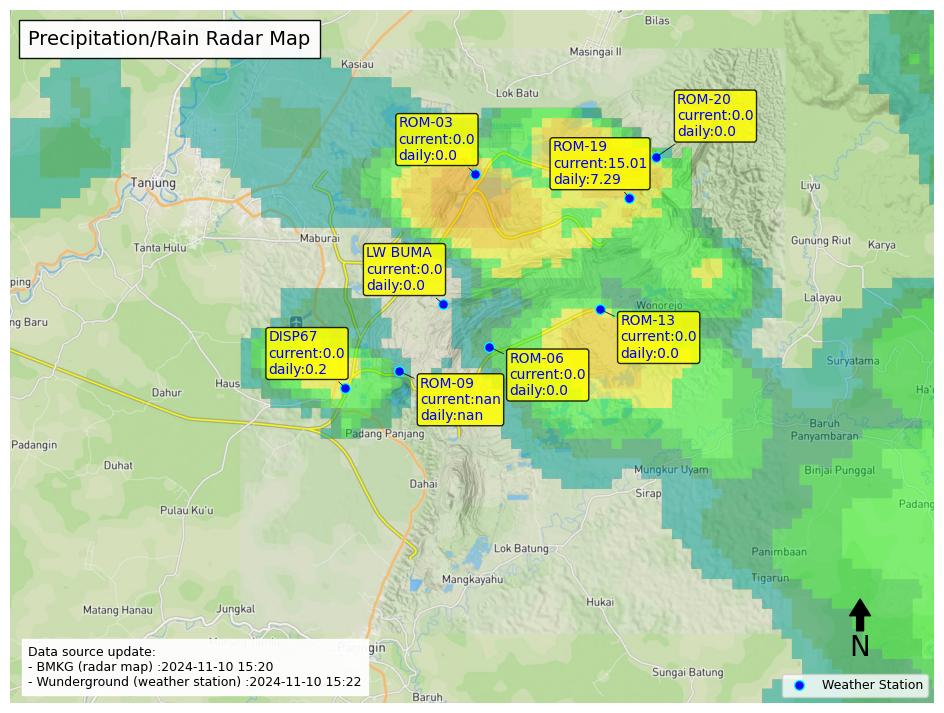 Precipitation/Rain Radar Map
Bilas
Masingai II
Kasiau
Lok Batu
ROM-20
current:0.0
daily:0.0
ROM-03
current:0.0
daily:0.0
ROM-19
current:15.01
daily:7.29
Tanjung
Liyu
Maburai
Tanta Hulu
Gunung Riut
Karya
LW BUMA
current:0.0
daily:0.0
ping
Lalayau
Wonorejo
ng Baru
ROM-13
current:0.0
daily:0.0
DISP67
current:0.0
daily:0.2
ROM-06
current:0.0
daily:0.0
Suryatama
Haus
Dahur
Ha'
ROM-09
current:nan
daily:nan
Baruh
Panyambaran
Padang Panjang
Padangin
Duhat
Mungkur Uyam
Binjai Punggal
Dahai
Sirap
Padang
Pulau Ku'u
Lok Batung
Panimbaan
Mangkayahu
Tigarun
Hukai
Matang Hanau
Jungkal
N
Data source update:
- BMKG (radar map) :2024-11-10 15:20
- Wunderground (weather station) :2024-11-10 15:22
Sungai Batung
Baruh
Weather Station